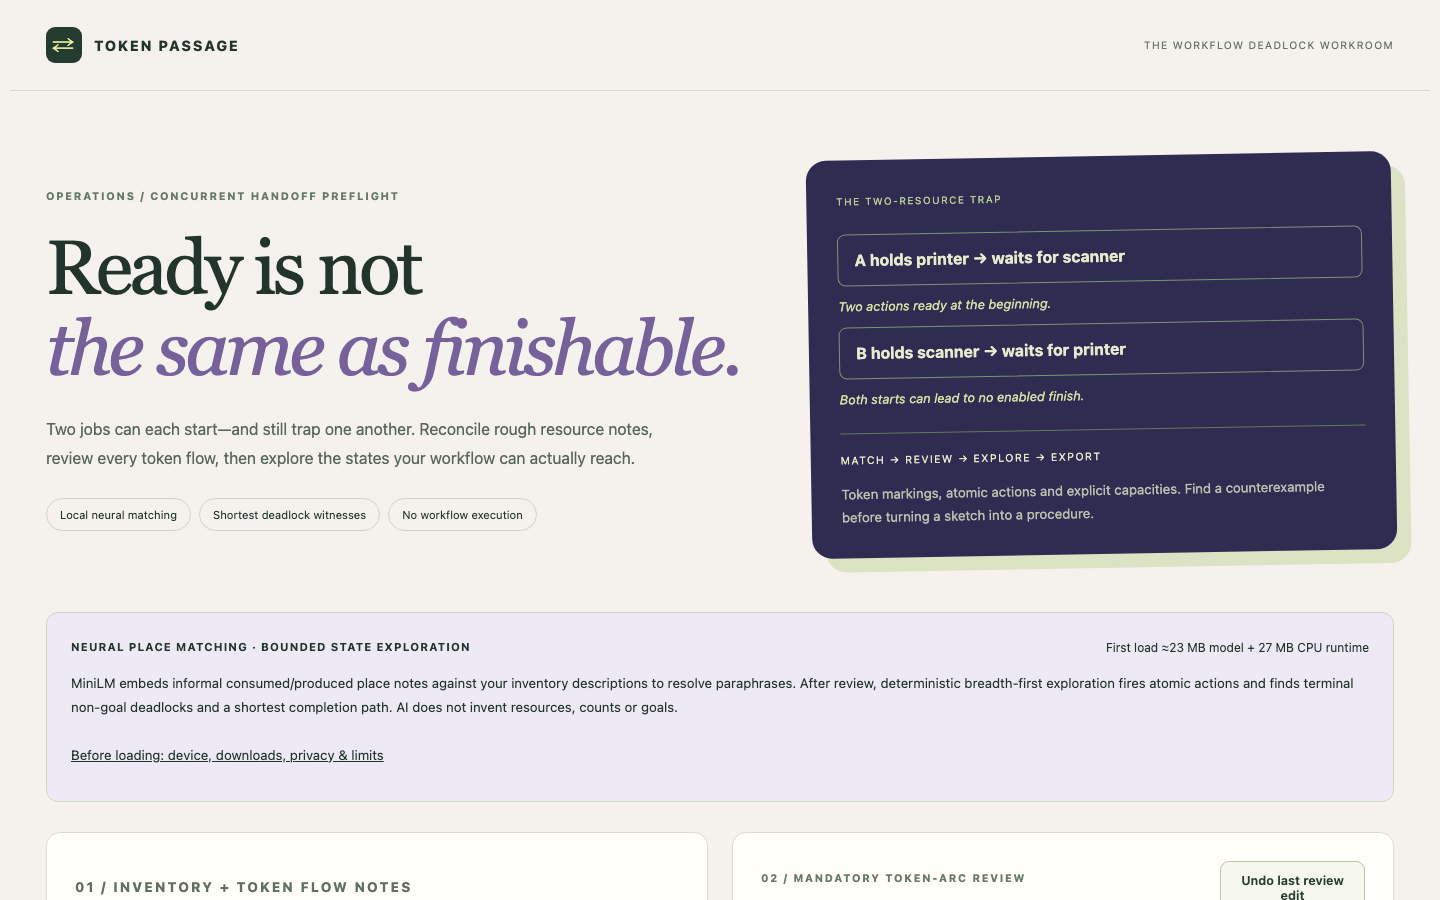 TOKEN PASSAGE
THE WORKFLOW DEADLOCK WORKROOM
OPERATIONS / CONCURRENT HANDOFF PREFLIGHT
Ready is not
the same as finishable.
Two jobs can each start—and still trap one another. Reconcile rough resource notes,
review every token flow, then explore the states your workflow can actually reach.
Local neural matching
Shortest deadlock witnesses
No workflow execution
THE TWO-RESOURCE TRAP
A holds printer → waits for scanner
Two actions ready at the beginning.
B holds scanner → waits for printer
Both starts can lead to no enabled finish.
MATCH → REVIEW → EXPLORE → EXPORT
Token markings, atomic actions and explicit capacities. Find a counterexample
before turning a sketch into a procedure.
NEURAL PLACE MATCHING · BOUNDED STATE EXPLORATION
First load ≈23 MB model + 27 MB CPU runtime
MiniLM embeds informal consumed/produced place notes against your inventory descriptions to resolve paraphrases. After review, deterministic breadth-first exploration fires atomic actions and finds terminal
non-goal deadlocks and a shortest completion path. AI does not invent resources, counts or goals.
Before loading: device, downloads, privacy & limits
01 / INVENTORY + TOKEN FLOW NOTES
02 / MANDATORY TOKEN-ARC REVIEW
Undo last review
edit